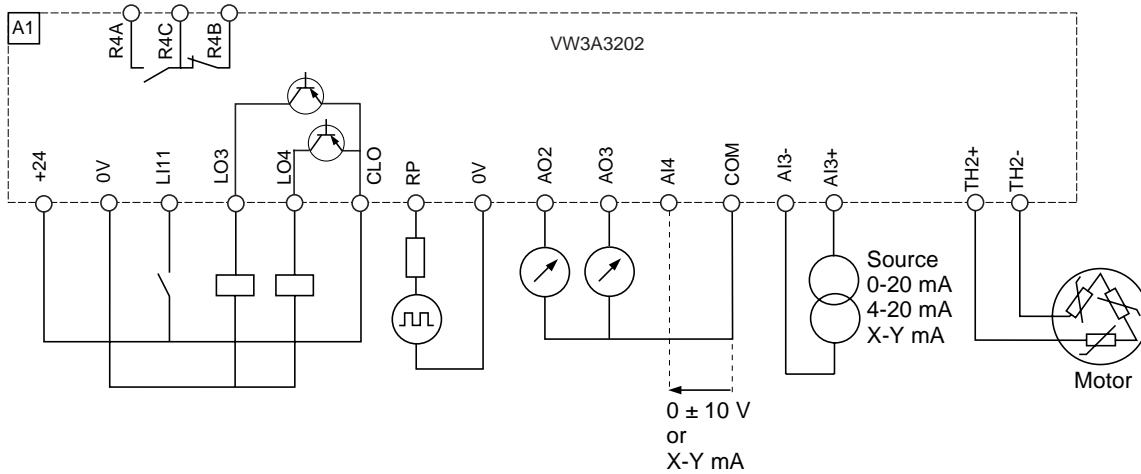 A1
R4A
R4C
R4B
VW3A3202
+24
0V
LI11
LO3
LO4
CLO
RP
0V
AO2
AO3
AI4
COM
AI3-
AI3+
TH2+
TH2-
Source
0-20 mA
4-20 mA
X-Y mA
Motor
0 ± 10 V
or
X-Y mA